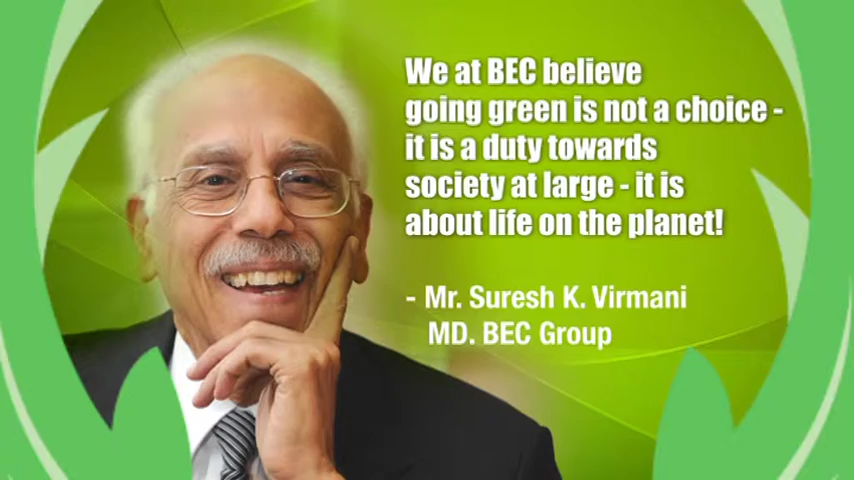 We at BEC believe
going green is not a choice -
it is a duty towards
society at large - it is
about life on the planet!
- Mr. Suresh K. Virmani
MD. BEC Group